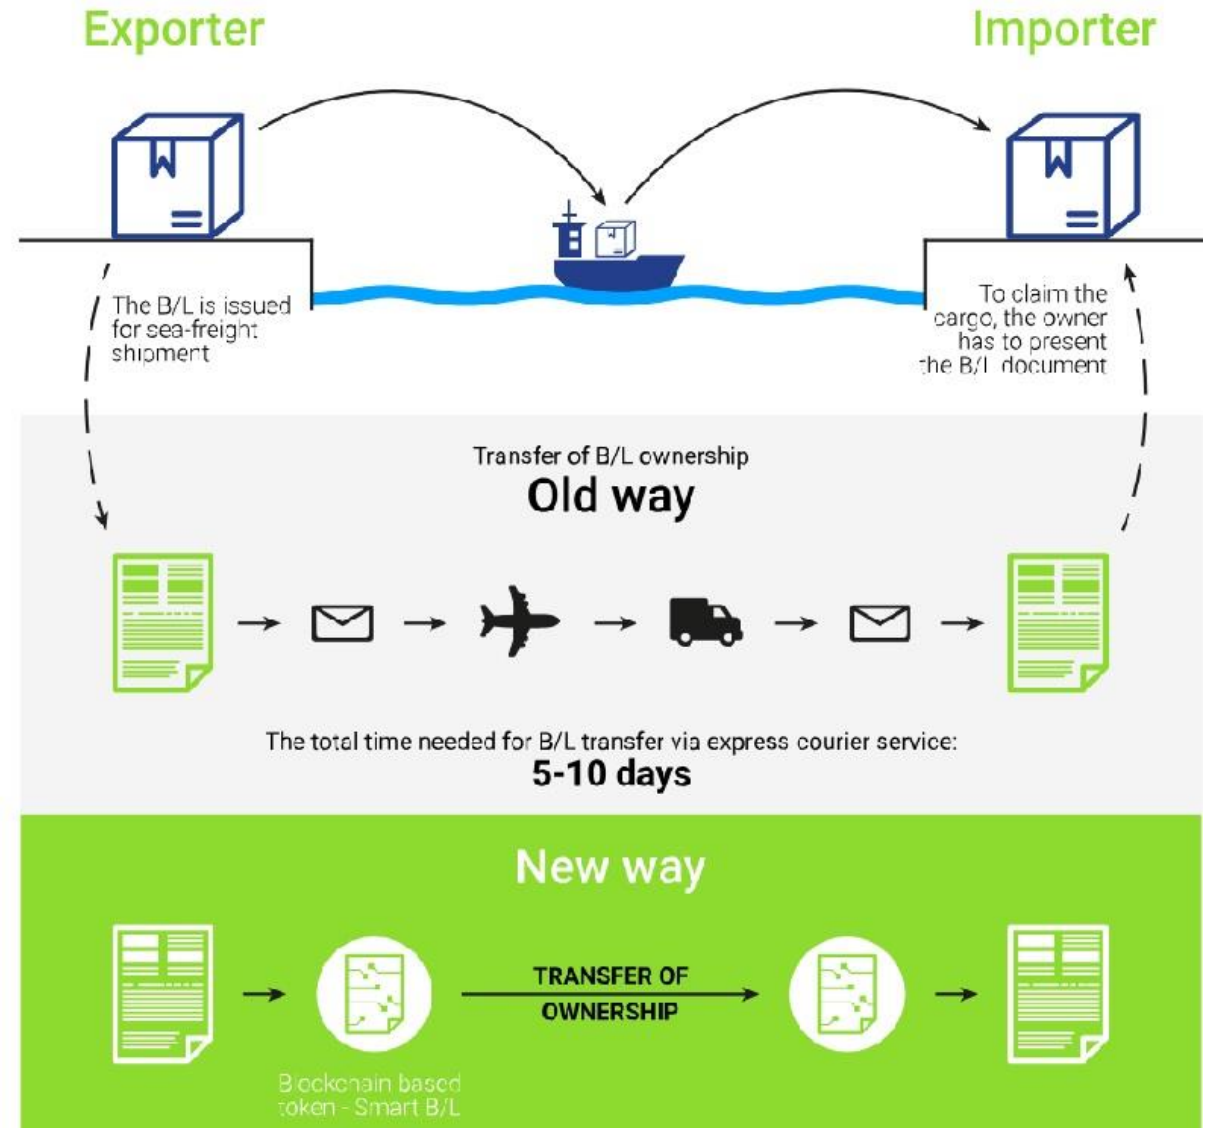 Exporter
Importer
The B/L is issued
for sea-freight
shipment
To claim the
cargo, the owner
has to present
the B/L document
Transfer of B/L ownership
Old way
The total time needed for B/L transfer via express courier service:
5-10 days
New way
TRANSFER OF
OWNERSHIP
Blockchain based
token - Smart B/L